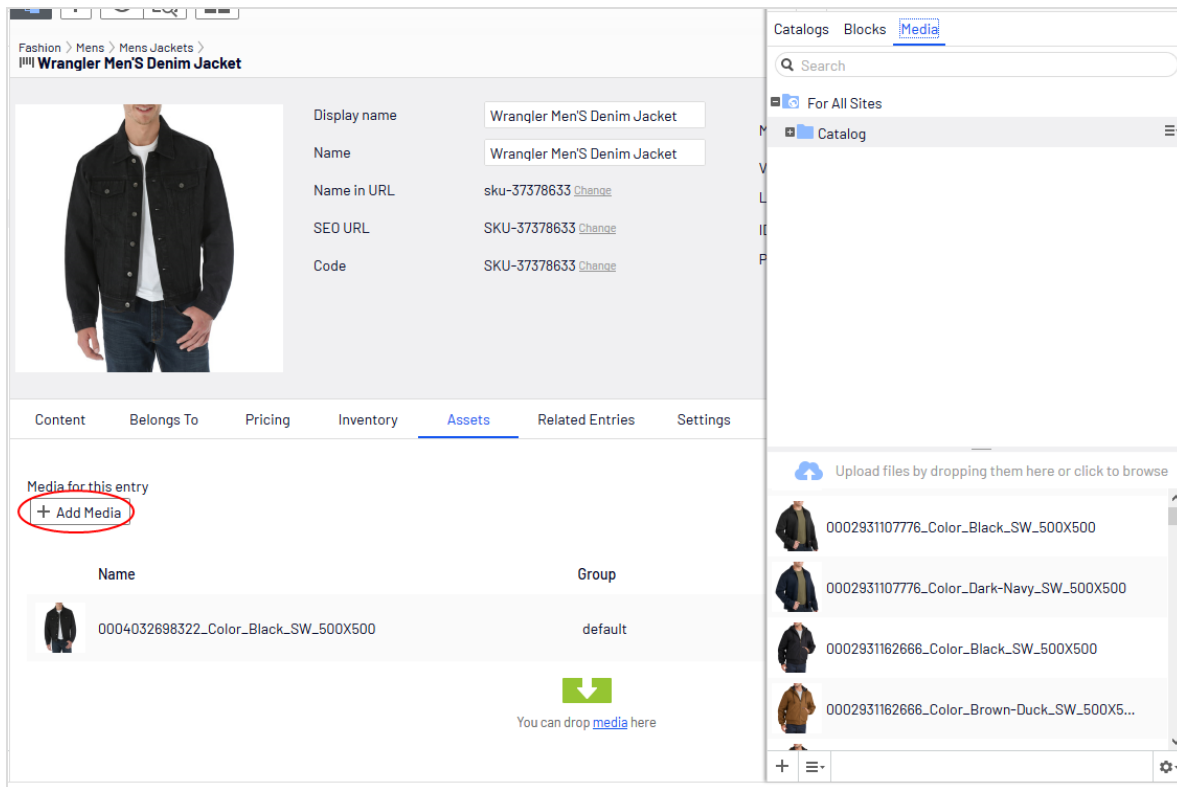 Fashion > Mens > Mens Jackets >
Wrangler Men'S Denim Jacket
Display name Wrangler Men'S Denim Jacket
Name Wrangler Men'S Denim Jacket
Name in URL sku-37378633 Change
SEO URL SKU-37378633 Change
Code SKU-37378633 Change
Content Belongs To Pricing Inventory Assets Related Entries Settings
Media for this entry
+ Add Media
Name Group
0004032698322_Color_Black_SW_500X500 default
You can drop media here
Catalogs Blocks Media
Search
For All Sites
Catalog
Upload files by dropping them here or click to browse
0002931107776_Color_Black_SW_500X500
0002931107776_Color_Dark-Navy_SW_500X500
0002931162666_Color_Black_SW_500X500
0002931162666_Color_Brown-Duck_SW_500X5...